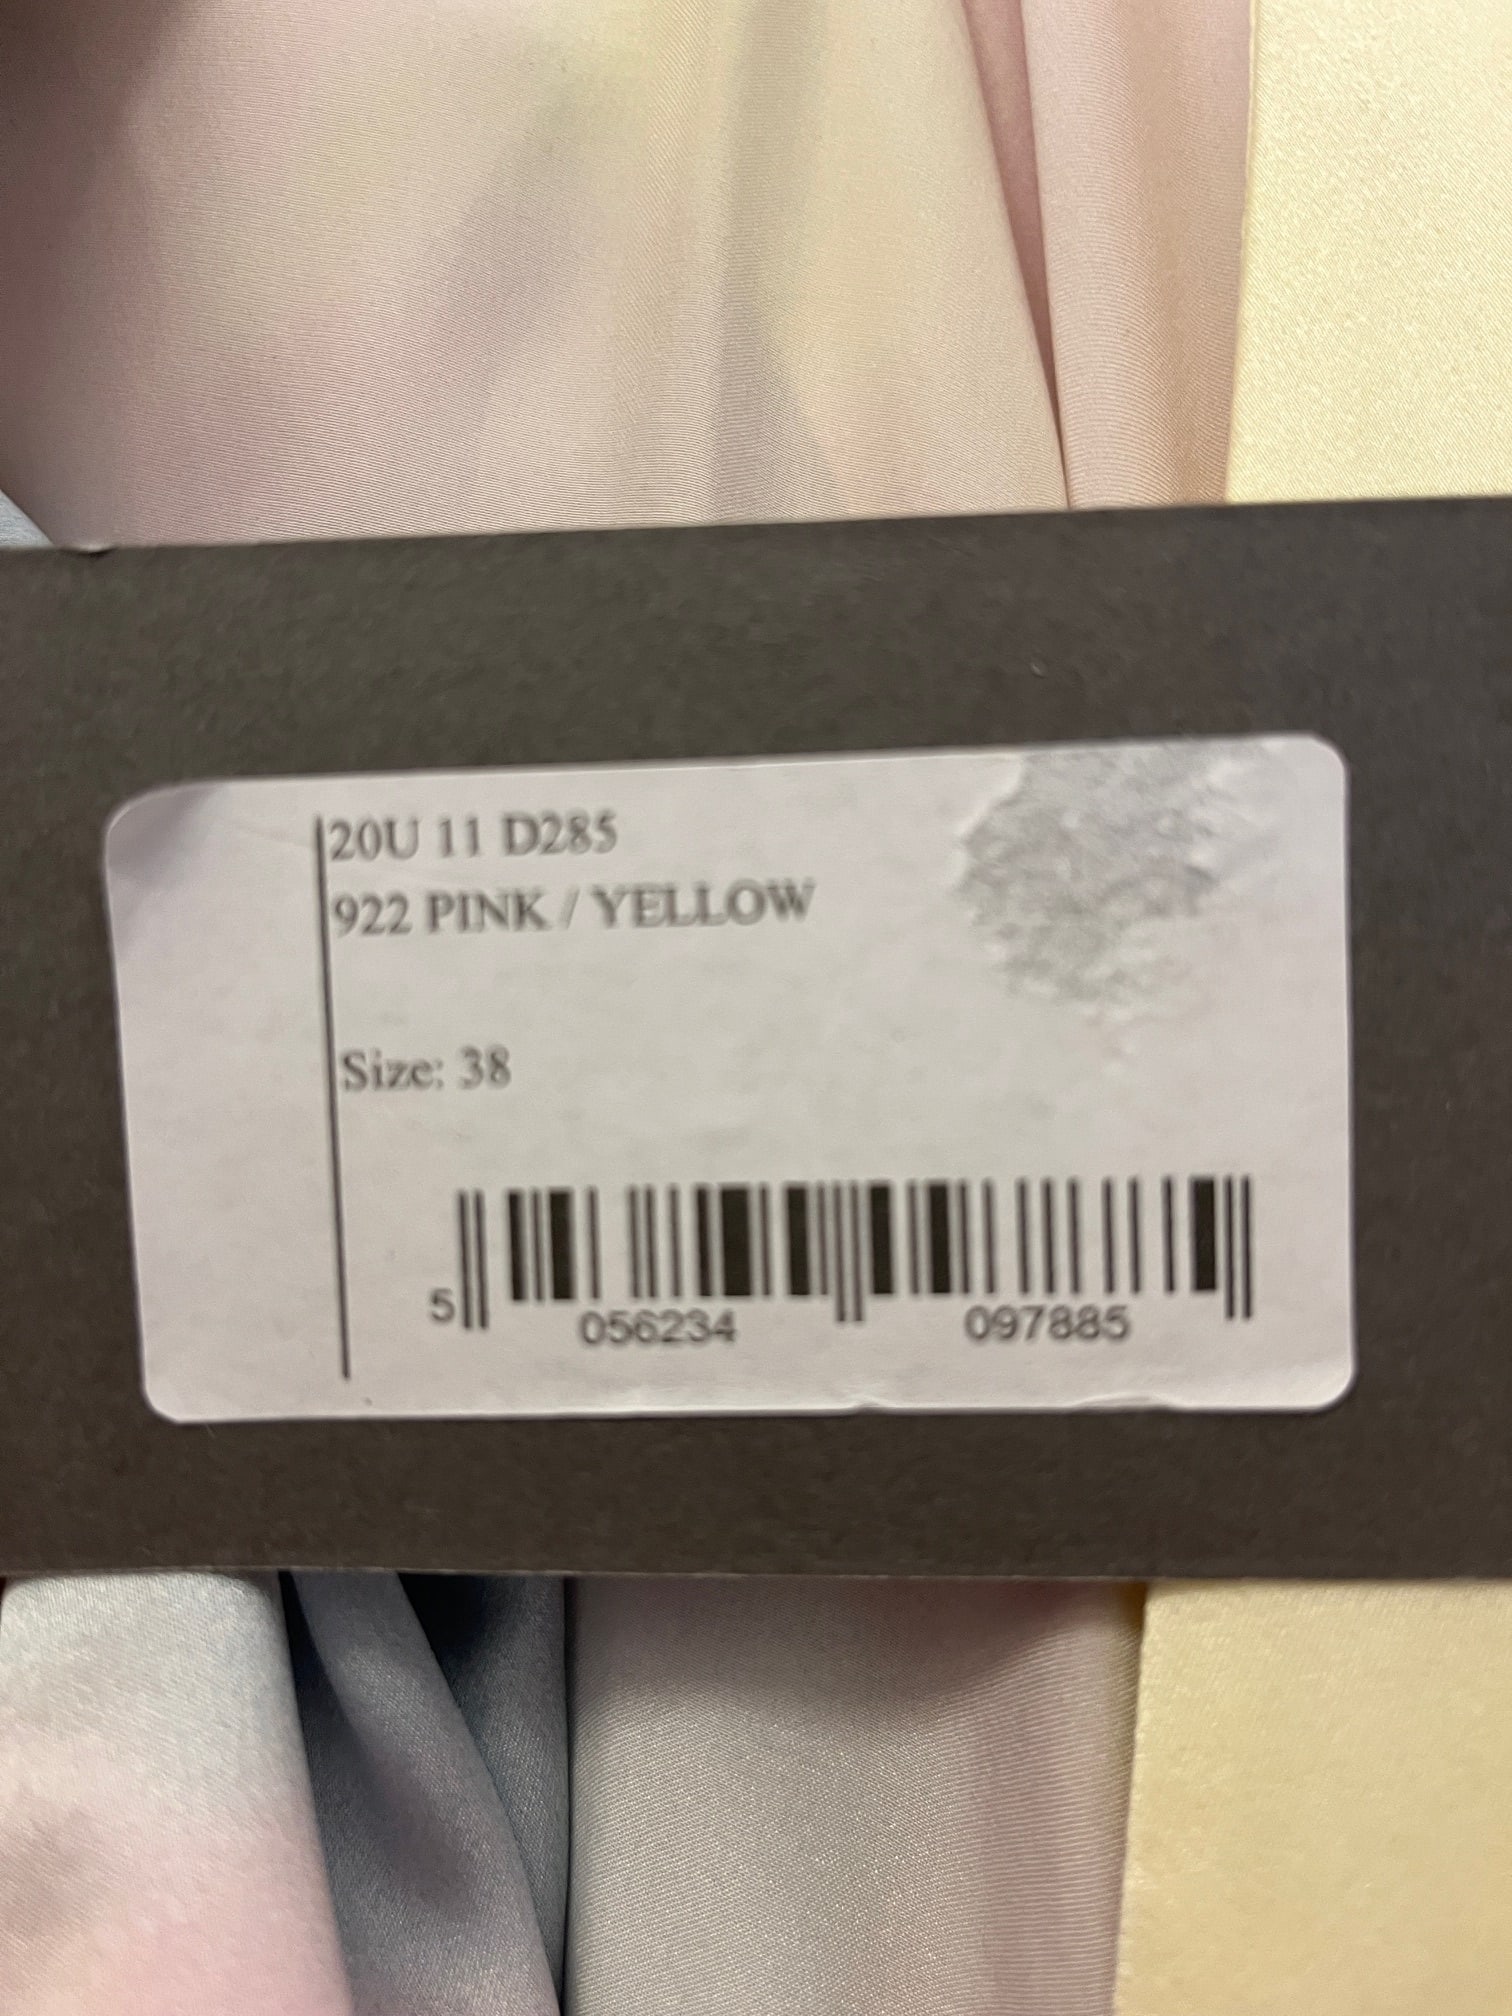 20U 11 D285
922 PINK / YELLOW
Size: 38
5 056234 097885